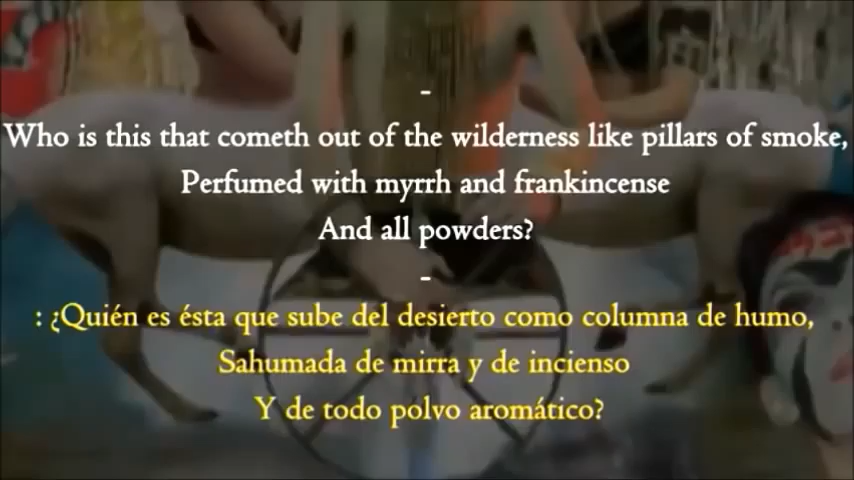 -
Who is this that cometh out of the wilderness like pillars of smoke,
Perfumed with myrrh and frankincense
And all powders?
-
: ¿Quién es ésta que sube del desierto como columna de humo,
Sahumada de mirra y de incienso
Y de todo polvo aromático?